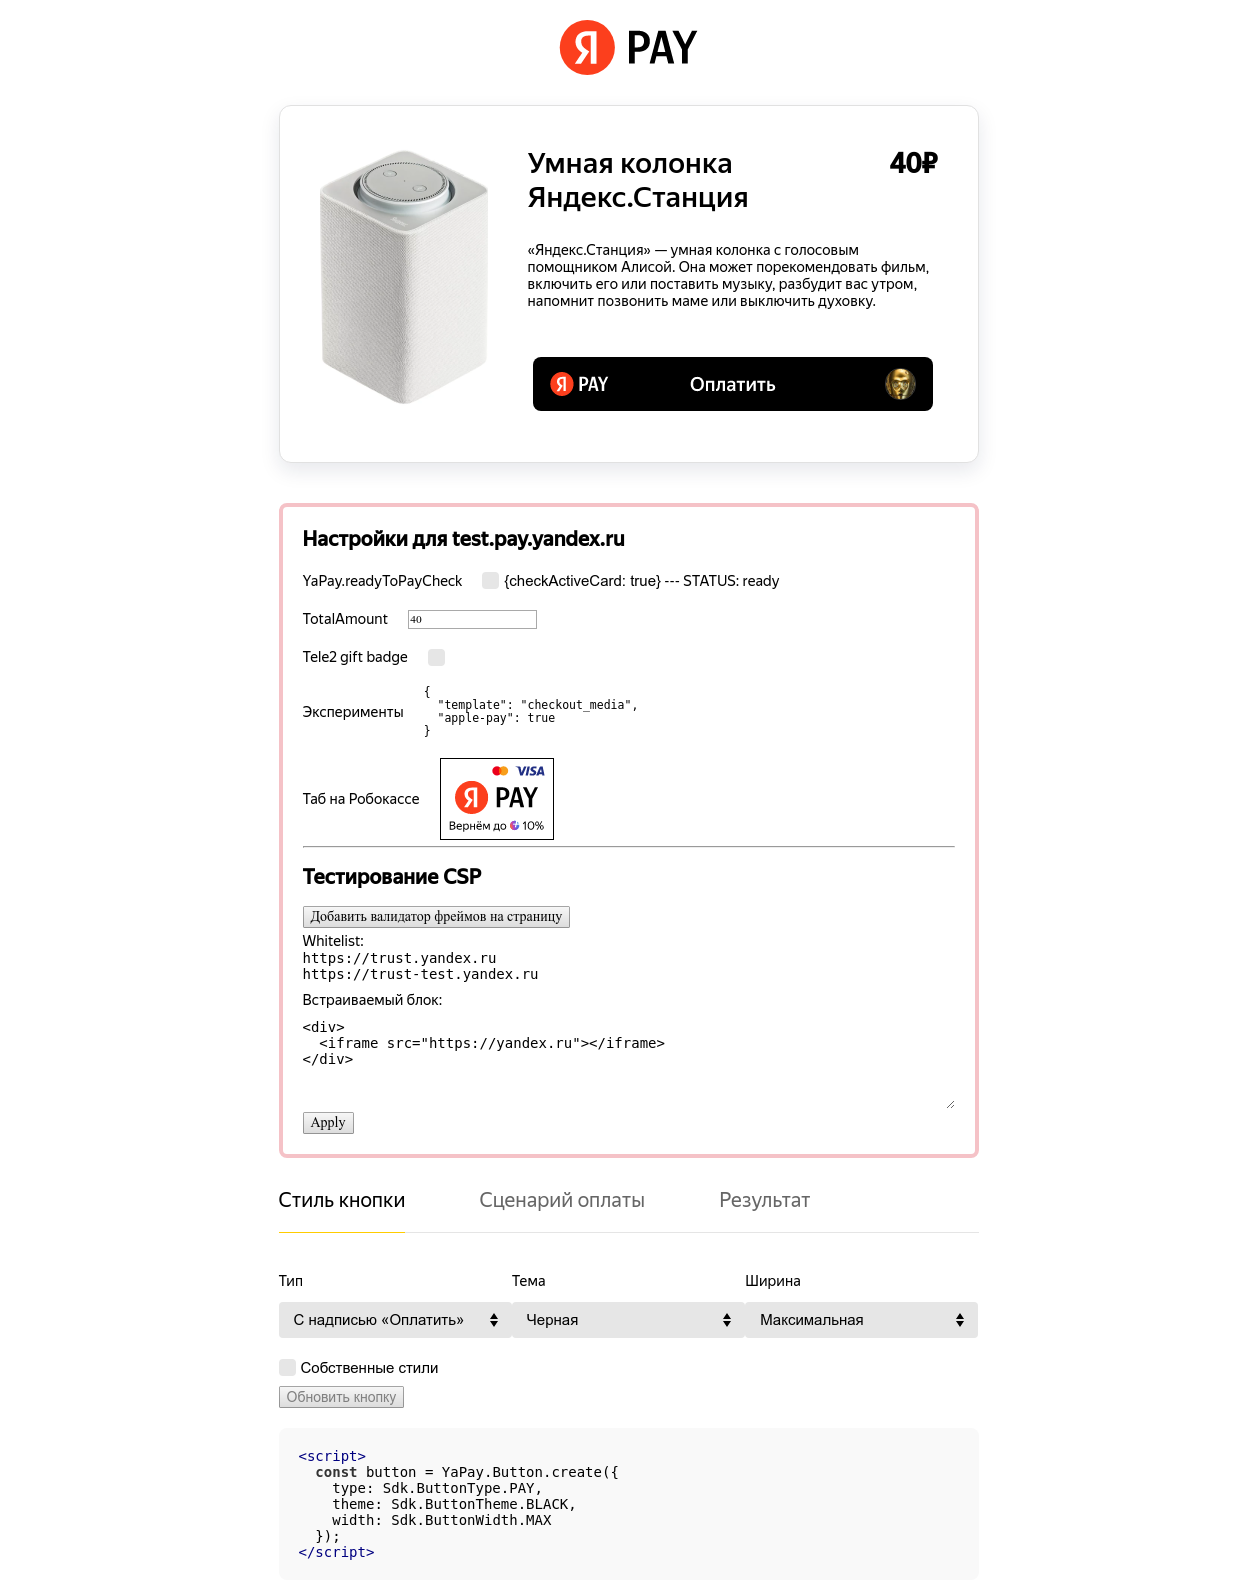 Я PAY
Умная колонка
Яндекс.Станция
40₽
«Яндекс.Станция» — умная колонка с голосовым
помощником Алисой. Она может порекомендовать фильм,
включить его или поставить музыку, разбудит вас утром,
напомнит позвонить маме или выключить духовку.
Я PAY Оплатить
Настройки для test.pay.yandex.ru
YaPay.readyToPayCheck {checkActiveCard: true} --- STATUS: ready
TotalAmount 40
Tele2 gift badge
Эксперименты
{
  "template": "checkout_media",
  "apple-pay": true
}
Таб на Робокассе
VISA
Я PAY
Вернём до 10%
Тестирование CSP
Добавить валидатор фреймов на страницу
Whitelist:
https://trust.yandex.ru
https://trust-test.yandex.ru
Встраиваемый блок:
<div>
  <iframe src="https://yandex.ru"></iframe>
</div>
Apply
Стиль кнопки Сценарий оплаты Результат
Тип Тема Ширина
С надписью «Оплатить» Черная Максимальная
Собственные стили
Обновить кнопку
<script>
  const button = YaPay.Button.create({
    type: Sdk.ButtonType.PAY,
    theme: Sdk.ButtonTheme.BLACK,
    width: Sdk.ButtonWidth.MAX
  });
</script>